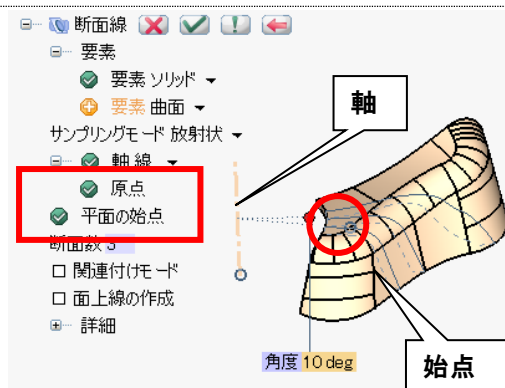 断面線
要素
要素 ソリッド
要素 曲面
サンプリングモード 放射状
軸線
原点
平面の始点
断面数 3
関連付けモード
面上線の作成
詳細
軸
角度 10 deg
始点